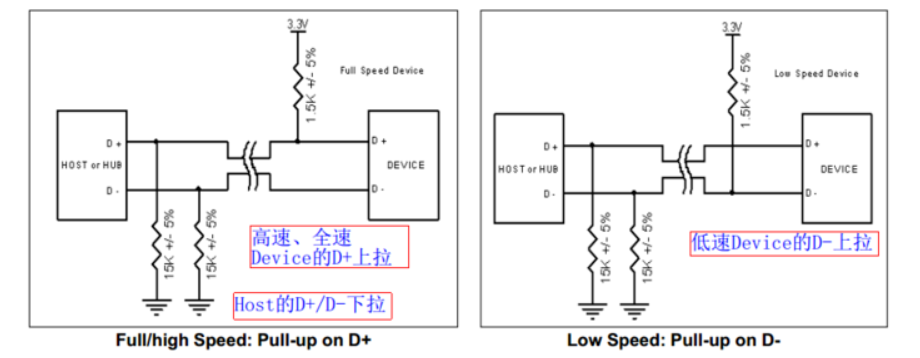 3.3V
1.5K +/- 5%
Full Speed Device
D+
HOST or HUB
D-
D+
DEVICE
D-
15K +/- 5%
15K +/- 5%
高速、全速
Device的D+上拉
Host的D+/D-下拉
Full/high Speed: Pull-up on D+
3.3V
1.5K +/- 5%
Low Speed Device
D+
HOST or HUB
D-
D+
DEVICE
D-
15K +/- 5%
15K +/- 5%
低速Device的D-上拉
Low Speed: Pull-up on D-